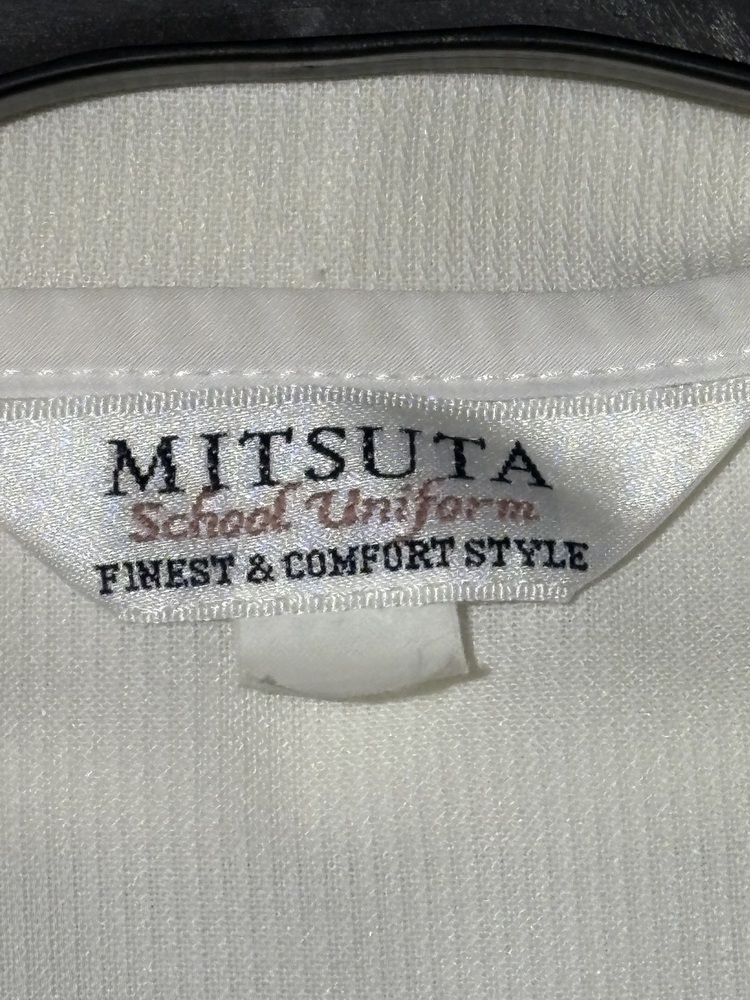 MITSUTA
School Uniform
FINEST & COMFORT STYLE